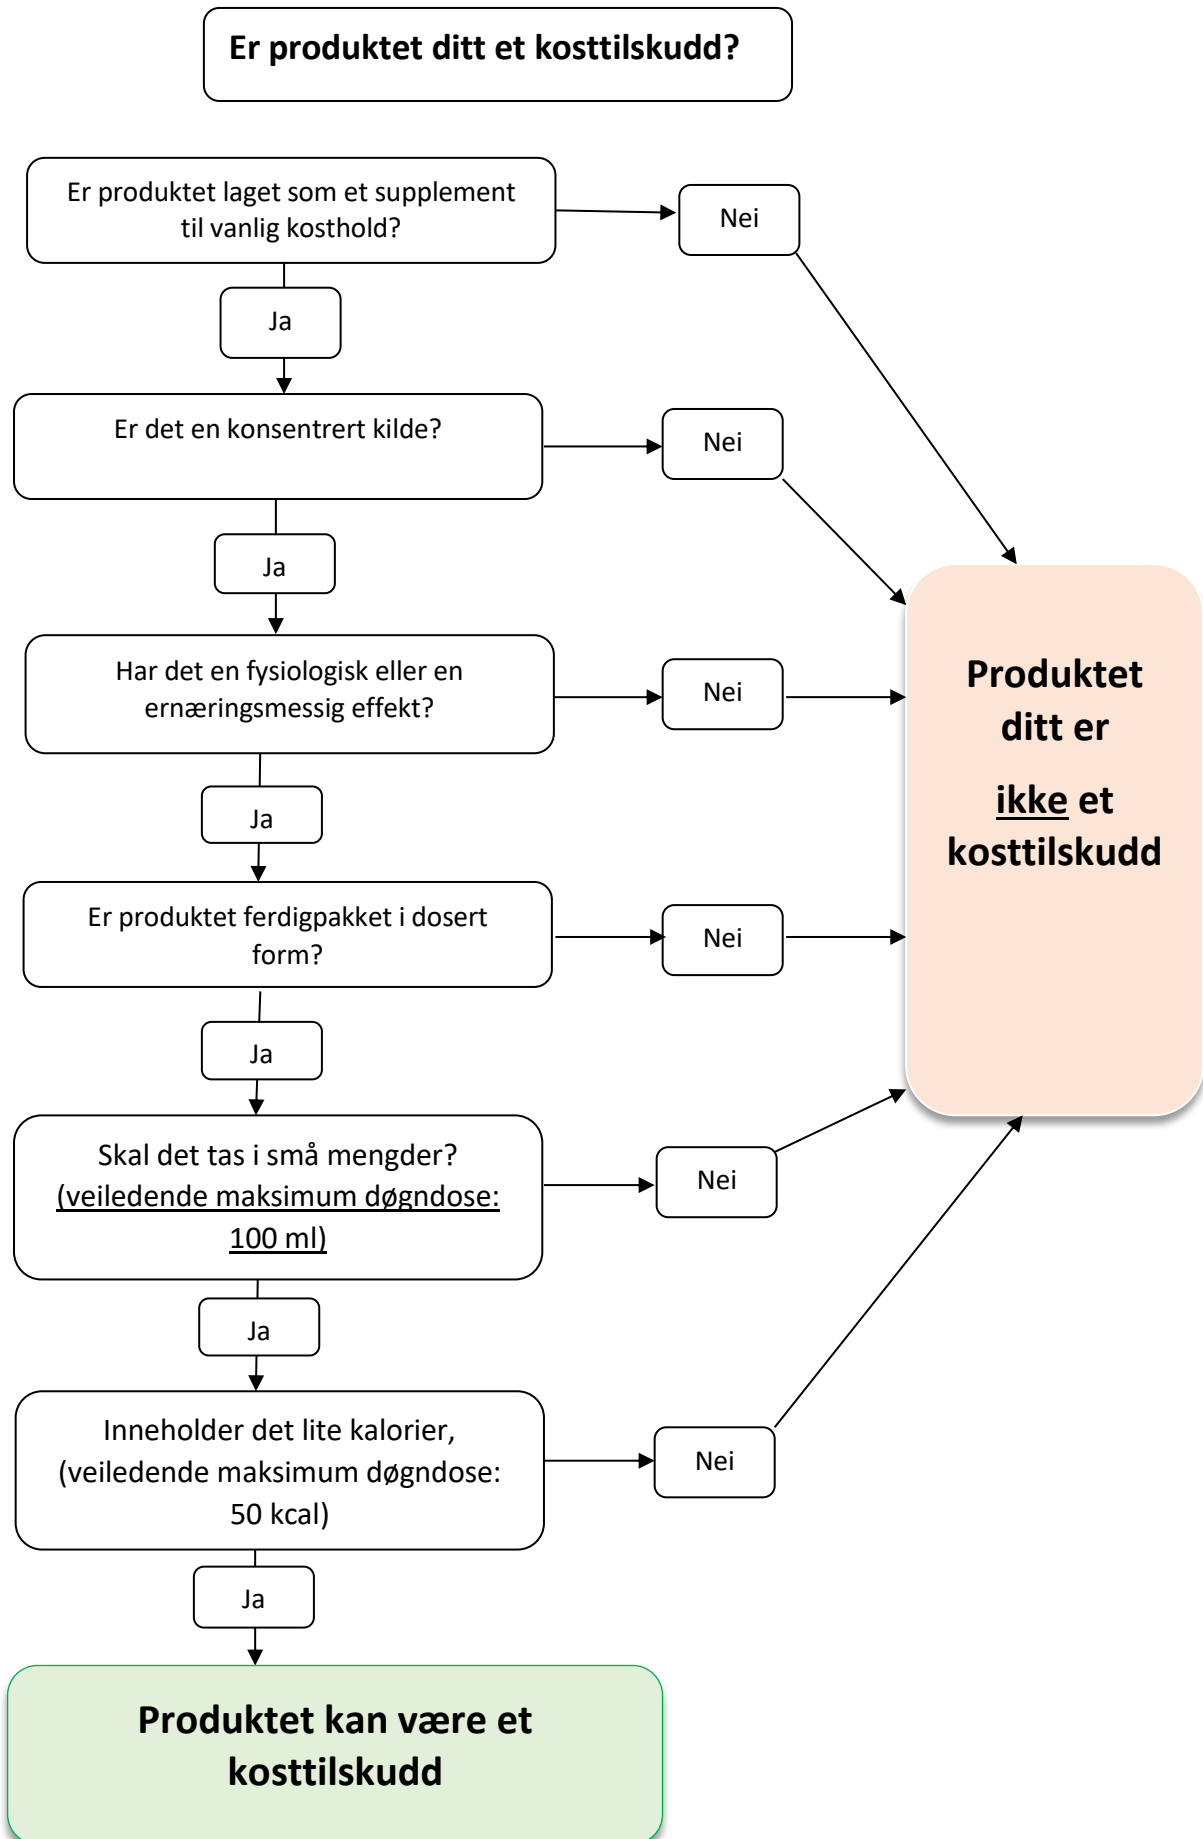 Er produktet ditt et kosttilskudd?
Er produktet laget som et supplement
til vanlig kosthold?
Nei
Ja
Er det en konsentrert kilde?
Nei
Ja
Har det en fysiologisk eller en
ernæringsmessig effekt?
Nei
Produktet
ditt er
ikke et
kosttilskudd
Ja
Er produktet ferdigpakket i dosert
form?
Nei
Ja
Skal det tas i små mengder?
(veiledende maksimum døgndose:
100 ml)
Nei
Ja
Inneholder det lite kalorier,
(veiledende maksimum døgndose:
50 kcal)
Nei
Ja
Produktet kan være et
kosttilskudd